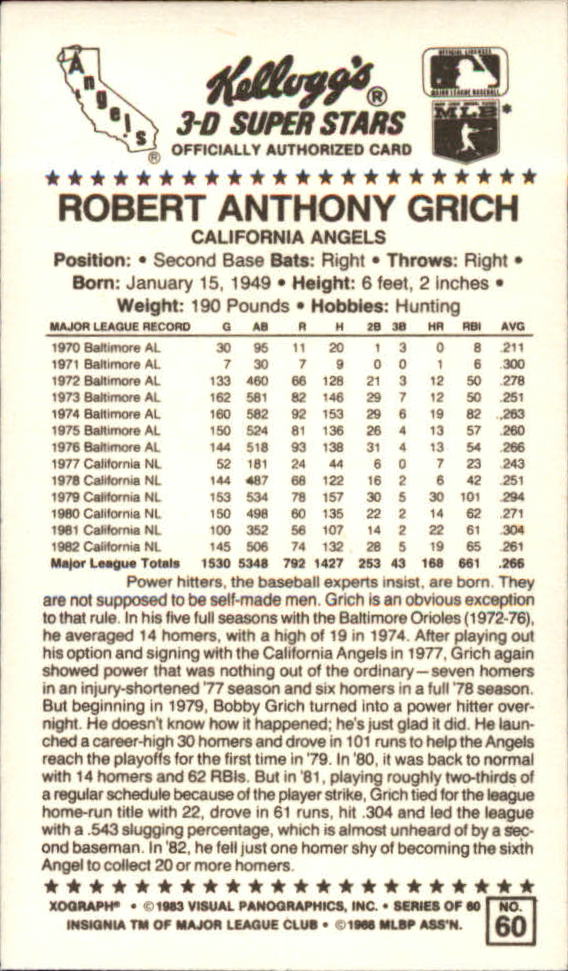 Angels ®
Kellogg's ®
3-D SUPER STARS
OFFICIALLY AUTHORIZED CARD
OFFICIAL LICENSEE
MAJOR LEAGUE BASEBALL
MLB *
ROBERT ANTHONY GRICH
CALIFORNIA ANGELS
Position: • Second Base Bats: Right • Throws: Right •
Born: January 15, 1949 • Height: 6 feet, 2 inches •
Weight: 190 Pounds • Hobbies: Hunting
MAJOR LEAGUE RECORD G AB R H 2B 3B HR RBI AVG
1970 Baltimore AL 30 95 11 20 1 3 0 8 .211
1971 Baltimore AL 7 30 7 9 0 0 1 6 .300
1972 Baltimore AL 133 460 66 128 21 3 12 50 .278
1973 Baltimore AL 162 581 82 146 29 7 12 50 .251
1974 Baltimore AL 160 582 92 153 29 6 19 82 .263
1975 Baltimore AL 150 524 81 136 26 4 13 57 .260
1976 Baltimore AL 144 518 93 138 31 4 13 54 .266
1977 California NL 52 181 24 44 6 0 7 23 .243
1978 California NL 144 487 68 122 16 2 6 42 .251
1979 California NL 153 534 78 157 30 5 30 101 .294
1980 California NL 150 498 60 135 22 2 14 62 .271
1981 California NL 100 352 56 107 14 2 22 61 .304
1982 California NL 145 506 74 132 28 5 19 65 .261
Major League Totals 1530 5348 792 1427 253 43 168 661 .266
Power hitters, the baseball experts insist, are born. They
are not supposed to be self-made men. Grich is an obvious exception
to that rule. In his five full seasons with the Baltimore Orioles (1972-76),
he averaged 14 homers, with a high of 19 in 1974. After playing out
his option and signing with the California Angels in 1977, Grich again
showed power that was nothing out of the ordinary—seven homers
in an injury-shortened '77 season and six homers in a full '78 season.
But beginning in 1979, Bobby Grich turned into a power hitter over-
night. He doesn't know how it happened; he's just glad it did. He laun-
ched a career-high 30 homers and drove in 101 runs to help the Angels
reach the playoffs for the first time in '79. In '80, it was back to normal
with 14 homers and 62 RBIs. But in '81, playing roughly two-thirds of
a regular schedule because of the player strike, Grich tied for the league
home-run title with 22, drove in 61 runs, hit .304 and led the league
with a .543 slugging percentage, which is almost unheard of by a sec-
ond baseman. In '82, he fell just one homer shy of becoming the sixth
Angel to collect 20 or more homers.
XOGRAPH® • ©1983 VISUAL PANOGRAPHICS, INC. • SERIES OF 60
INSIGNIA TM OF MAJOR LEAGUE CLUB • ©1966 MLBP ASS'N.
NO.
60